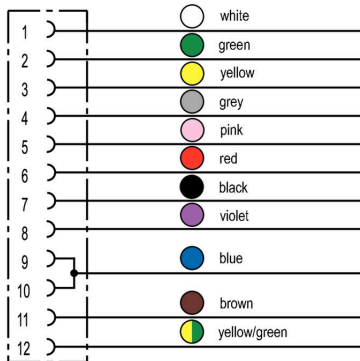 white
1
green
2
yellow
3
grey
4
pink
5
red
6
black
7
violet
8
9
blue
10
brown
11
yellow/green
12